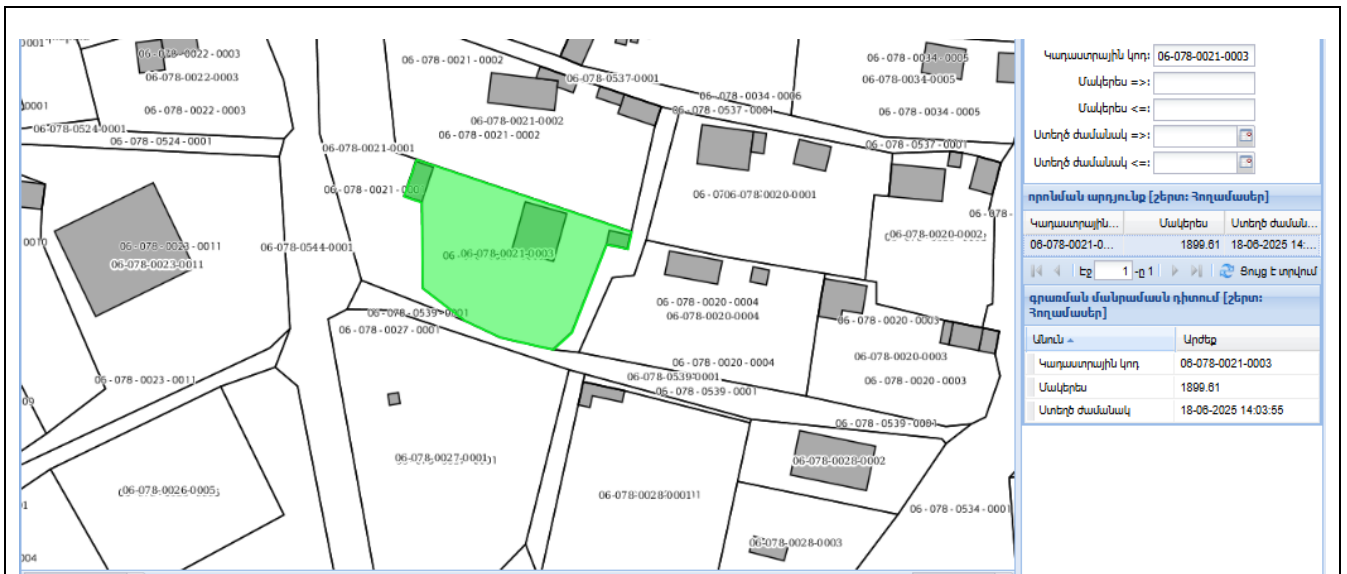 06 - 078 - 0022 - 0003
06-078-0022-0003
06 - 078 - 0022 - 0003
06-078-0524-0001
06 - 078 - 0524 - 0001
06 - 078 - 0021 - 0002
06-078-0021-0002
06 - 078 - 0021 - 0002
06-078-0537-0001
06 - 078 - 0034 - 0006
06 - 078 - 0537 - 0001
06 - 078 - 0034 - 0005
06-078-0034-0005
06 - 078 - 0034 - 0005
06 - 078 - 0537 - 0001
06-078-0021-0001
06 - 078 - 0021 - 000
06-078-0020-0001
06-078-0020-0002
06 - 078 - 0023 - 0011
06-078-0023-0011
06-078-0544-0001
06-078-0021-0003
06 - 078 - 0539 - 0001
06 - 078 - 0027 - 0001
06 - 078 - 0020 - 0004
06-078-0020-0004
06 - 078 - 0020 - 0004
06 - 078 - 0020 - 0003
06-078-0020-0003
06 - 078 - 0020 - 0003
06 - 078 - 0023 - 0011
06-078-0539-0001
06 - 078 - 0539 - 0001
06 - 078 - 0539 - 0001
06-078-0027-0001
06-078-0026-0005
06-078-0028-0001
06-078-0028-0002
06 - 078 - 0534 - 0001
06-078-0028-0003
Կադաստրային կոդ: 06-078-0021-0003
Մակերես =>:
Մակերես <=:
Ստեղծ ժամանակ =>:
Ստեղծ ժամանակ <=:
որոնման արդյունք [շերտ: Հողամասեր]
Կադաստրային... Մակերես Ստեղծ ժաման...
06-078-0021-0... 1899.61 18-06-2025 14:...
Էջ 1 -ը 1 Ցույց է տրվում
գրառման մանրամասն դիտում [շերտ:
Հողամասեր]
Անուն Արժեք
Կադաստրային կոդ 06-078-0021-0003
Մակերես 1899.61
Ստեղծ ժամանակ 18-06-2025 14:03:55